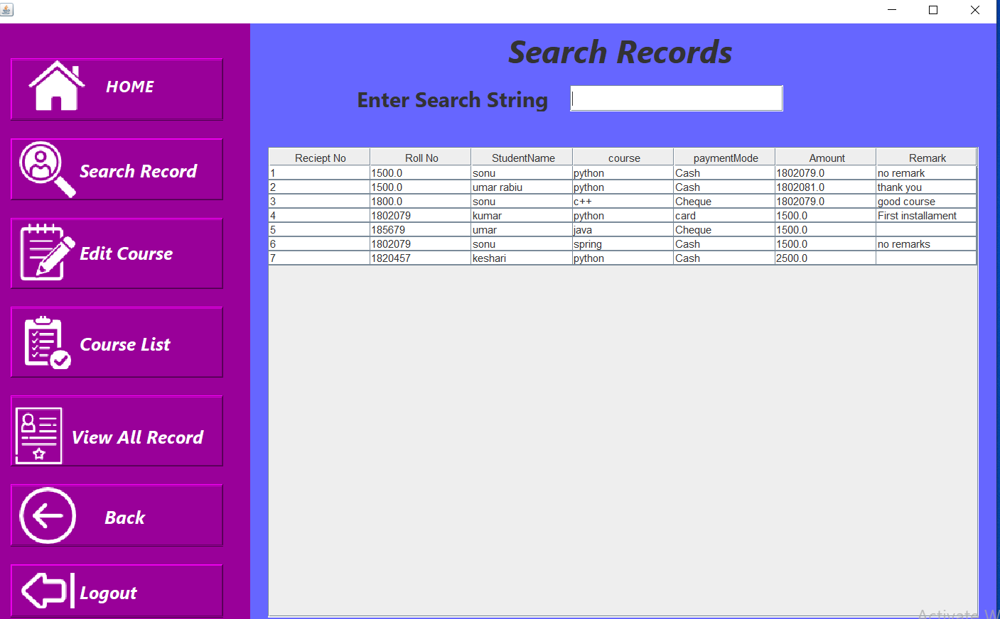 HOME
Search Record
Edit Course
Course List
View All Record
Back
Logout
Search Records
Enter Search String
Reciept No Roll No StudentName course paymentMode Amount Remark
1 1500.0 sonu python Cash 1802079.0 no remark
2 1500.0 umar rabiu python Cash 1802081.0 thank you
3 1800.0 sonu c++ Cheque 1802079.0 good course
4 1802079 kumar python card 1500.0 First installament
5 185679 umar java Cheque 1500.0
6 1802079 sonu spring Cash 1500.0 no remarks
7 1820457 keshari python Cash 2500.0
Activate W